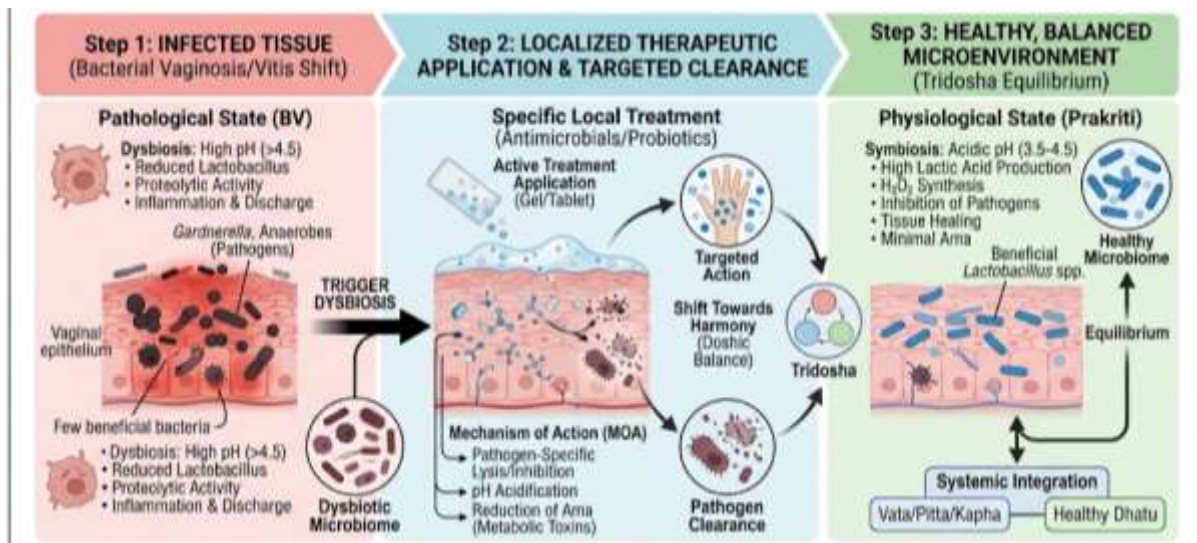 Step 1: INFECTED TISSUE
(Bacterial Vaginosis/Vitis Shift)
Pathological State (BV)
Dysbiosis: High pH (>4.5)
• Reduced Lactobacillus
• Proteolytic Activity
• Inflammation & Discharge
Gardnerella, Anaerobes
(Pathogens)
Vaginal
epithelium
Few beneficial bacteria
• Dysbiosis: High pH (>4.5)
• Reduced Lactobacillus
• Proteolytic Activity
• Inflammation & Discharge
TRIGGER
DYSBIOSIS
Dysbiotic
Microbiome
Step 2: LOCALIZED THERAPEUTIC
APPLICATION & TARGETED CLEARANCE
Specific Local Treatment
(Antimicrobials/Probiotics)
Active Treatment
Application
(Gel/Tablet)
Targeted
Action
Shift Towards
Harmony
(Doshic
Balance)
Tridosha
Mechanism of Action (MOA)
Pathogen-Specific
Lysis/Inhibition
pH Acidification
Reduction of Ama
(Metabolic Toxins)
Pathogen
Clearance
Step 3: HEALTHY, BALANCED
MICROENVIRONMENT
(Tridosha Equilibrium)
Physiological State (Prakriti)
Symbiosis: Acidic pH (3.5-4.5)
• High Lactic Acid Production
• H₂O₂ Synthesis
• Inhibition of Pathogens
• Tissue Healing
• Minimal Ama
Healthy
Microbiome
Beneficial
Lactobacillus spp.
Equilibrium
Systemic Integration
Vata/Pitta/Kapha
Healthy Dhatu